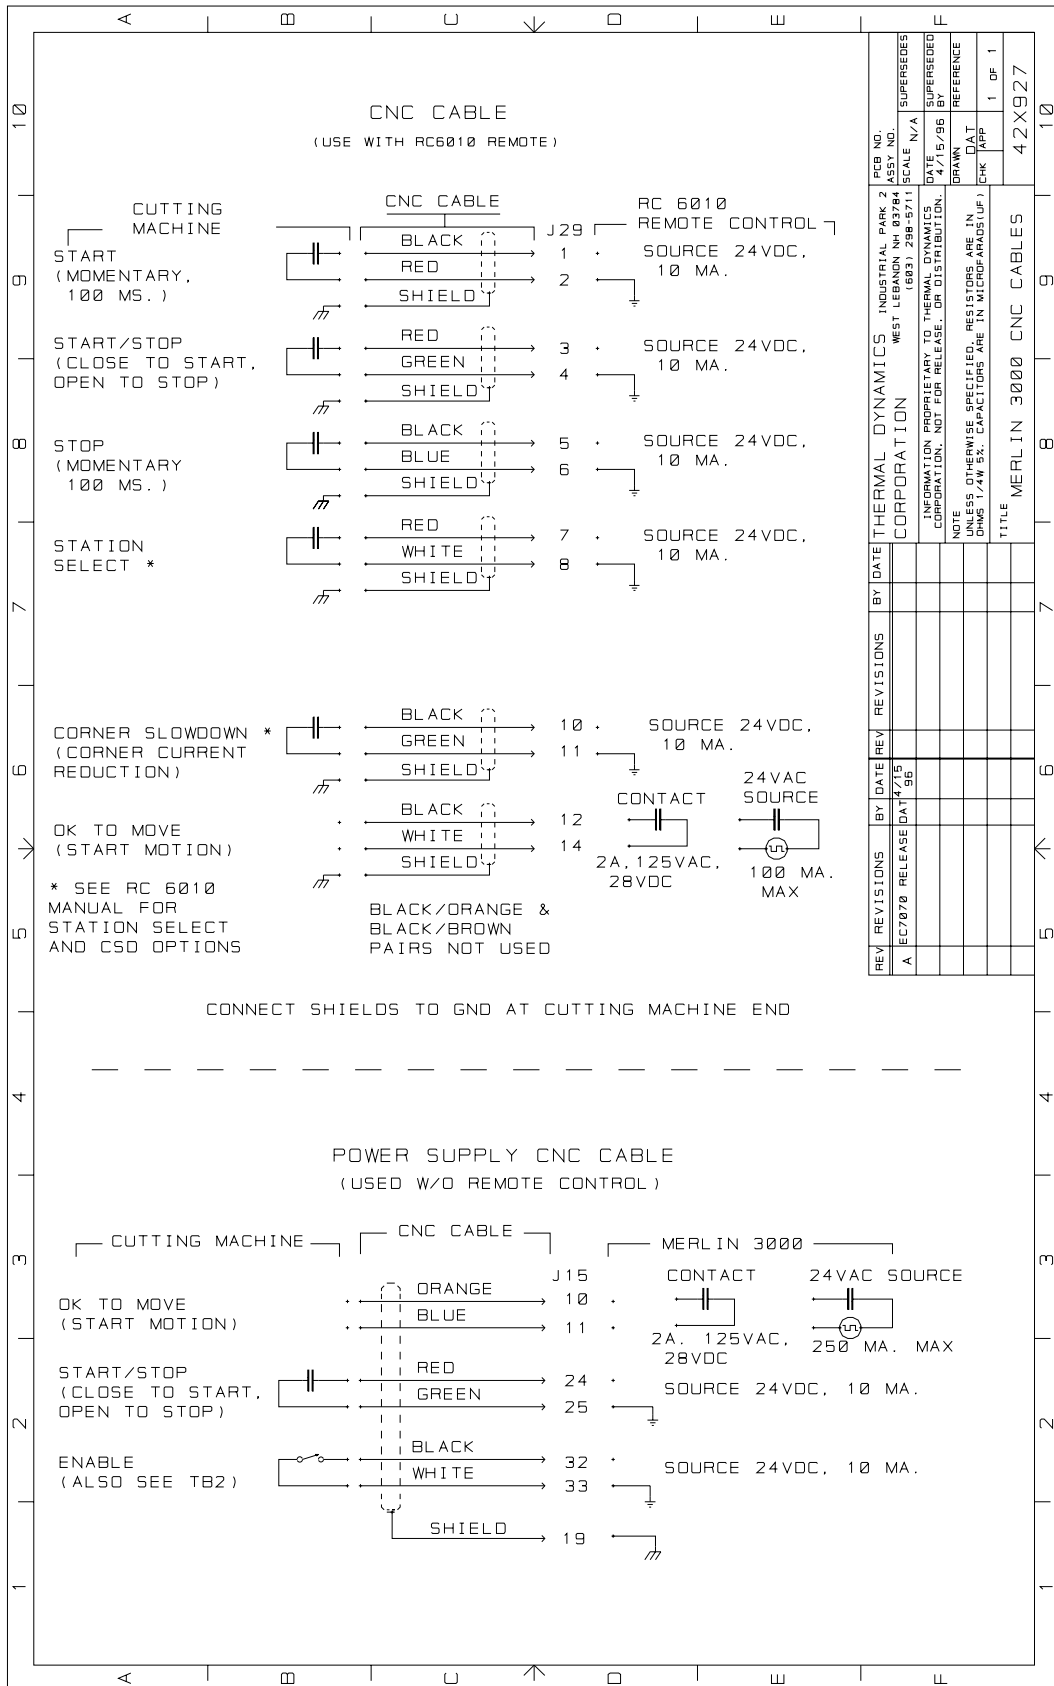 A B C D E F
10
9
8
7
6
5
4
3
2
1
CNC CABLE
(USE WITH RC6010 REMOTE)
CUTTING
MACHINE
CNC CABLE
J29
RC 6010
REMOTE CONTROL
START
(MOMENTARY,
100 MS.)
BLACK
RED
SHIELD
1
2
SOURCE 24VDC,
10 MA.
START/STOP
(CLOSE TO START,
OPEN TO STOP)
RED
GREEN
SHIELD
3
4
SOURCE 24VDC,
10 MA.
STOP
(MOMENTARY
100 MS.)
BLACK
BLUE
SHIELD
5
6
SOURCE 24VDC,
10 MA.
STATION
SELECT *
RED
WHITE
SHIELD
7
8
SOURCE 24VDC,
10 MA.
CORNER SLOWDOWN *
(CORNER CURRENT
REDUCTION)
BLACK
GREEN
SHIELD
10
11
SOURCE 24VDC,
10 MA.
OK TO MOVE
(START MOTION)
BLACK
WHITE
SHIELD
12
14
CONTACT
2A,125VAC,
28VDC
24VAC
SOURCE
100 MA.
MAX
* SEE RC 6010
MANUAL FOR
STATION SELECT
AND CSD OPTIONS
BLACK/ORANGE &
BLACK/BROWN
PAIRS NOT USED
CONNECT SHIELDS TO GND AT CUTTING MACHINE END
POWER SUPPLY CNC CABLE
(USED W/O REMOTE CONTROL)
CUTTING MACHINE
CNC CABLE
MERLIN 3000
J15
OK TO MOVE
(START MOTION)
ORANGE
BLUE
10
11
CONTACT
2A. 125VAC,
28VDC
24VAC SOURCE
250 MA. MAX
START/STOP
(CLOSE TO START,
OPEN TO STOP)
RED
GREEN
24
25
SOURCE 24VDC, 10 MA.
ENABLE
(ALSO SEE TB2)
BLACK
WHITE
32
33
SOURCE 24VDC, 10 MA.
SHIELD
19
REV REVISIONS BY DATE REV REVISIONS BY DATE
A EC7070 RELEASE DAT 4/15 96
THERMAL DYNAMICS
CORPORATION
INDUSTRIAL PARK 2
WEST LEBANON NH 03784
(603) 298-5711
INFORMATION PROPRIETARY TO THERMAL DYNAMICS
CORPORATION. NOT FOR RELEASE, OR DISTRIBUTION.
NOTE
UNLESS OTHERWISE SPECIFIED, RESISTORS ARE IN
OHMS 1/4W 5%. CAPACITORS ARE IN MICROFARADS(UF)
TITLE
MERLIN 3000 CNC CABLES
PCB NO.
ASSY NO.
SCALE N/A
SUPERSEDES
DATE
4/15/96
SUPERSEDED
BY
DRAWN
DAT
REFERENCE
CHK APP
1 OF 1
42X927
10
9
8
7
6
5
4
3
2
1
A B C D E F